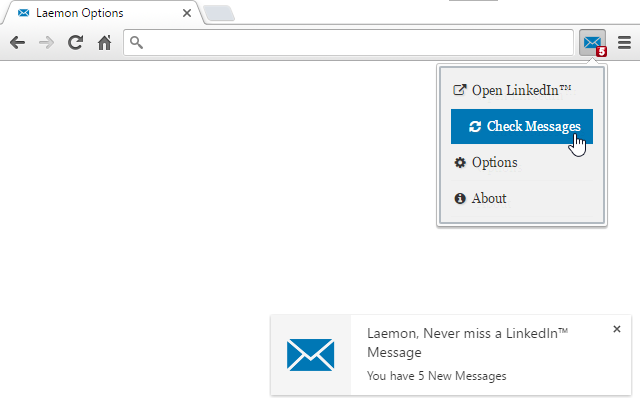 Laemon Options
5
Open LinkedIn™
Check Messages
Options
About
Laemon, Never miss a LinkedIn™
Message
You have 5 New Messages